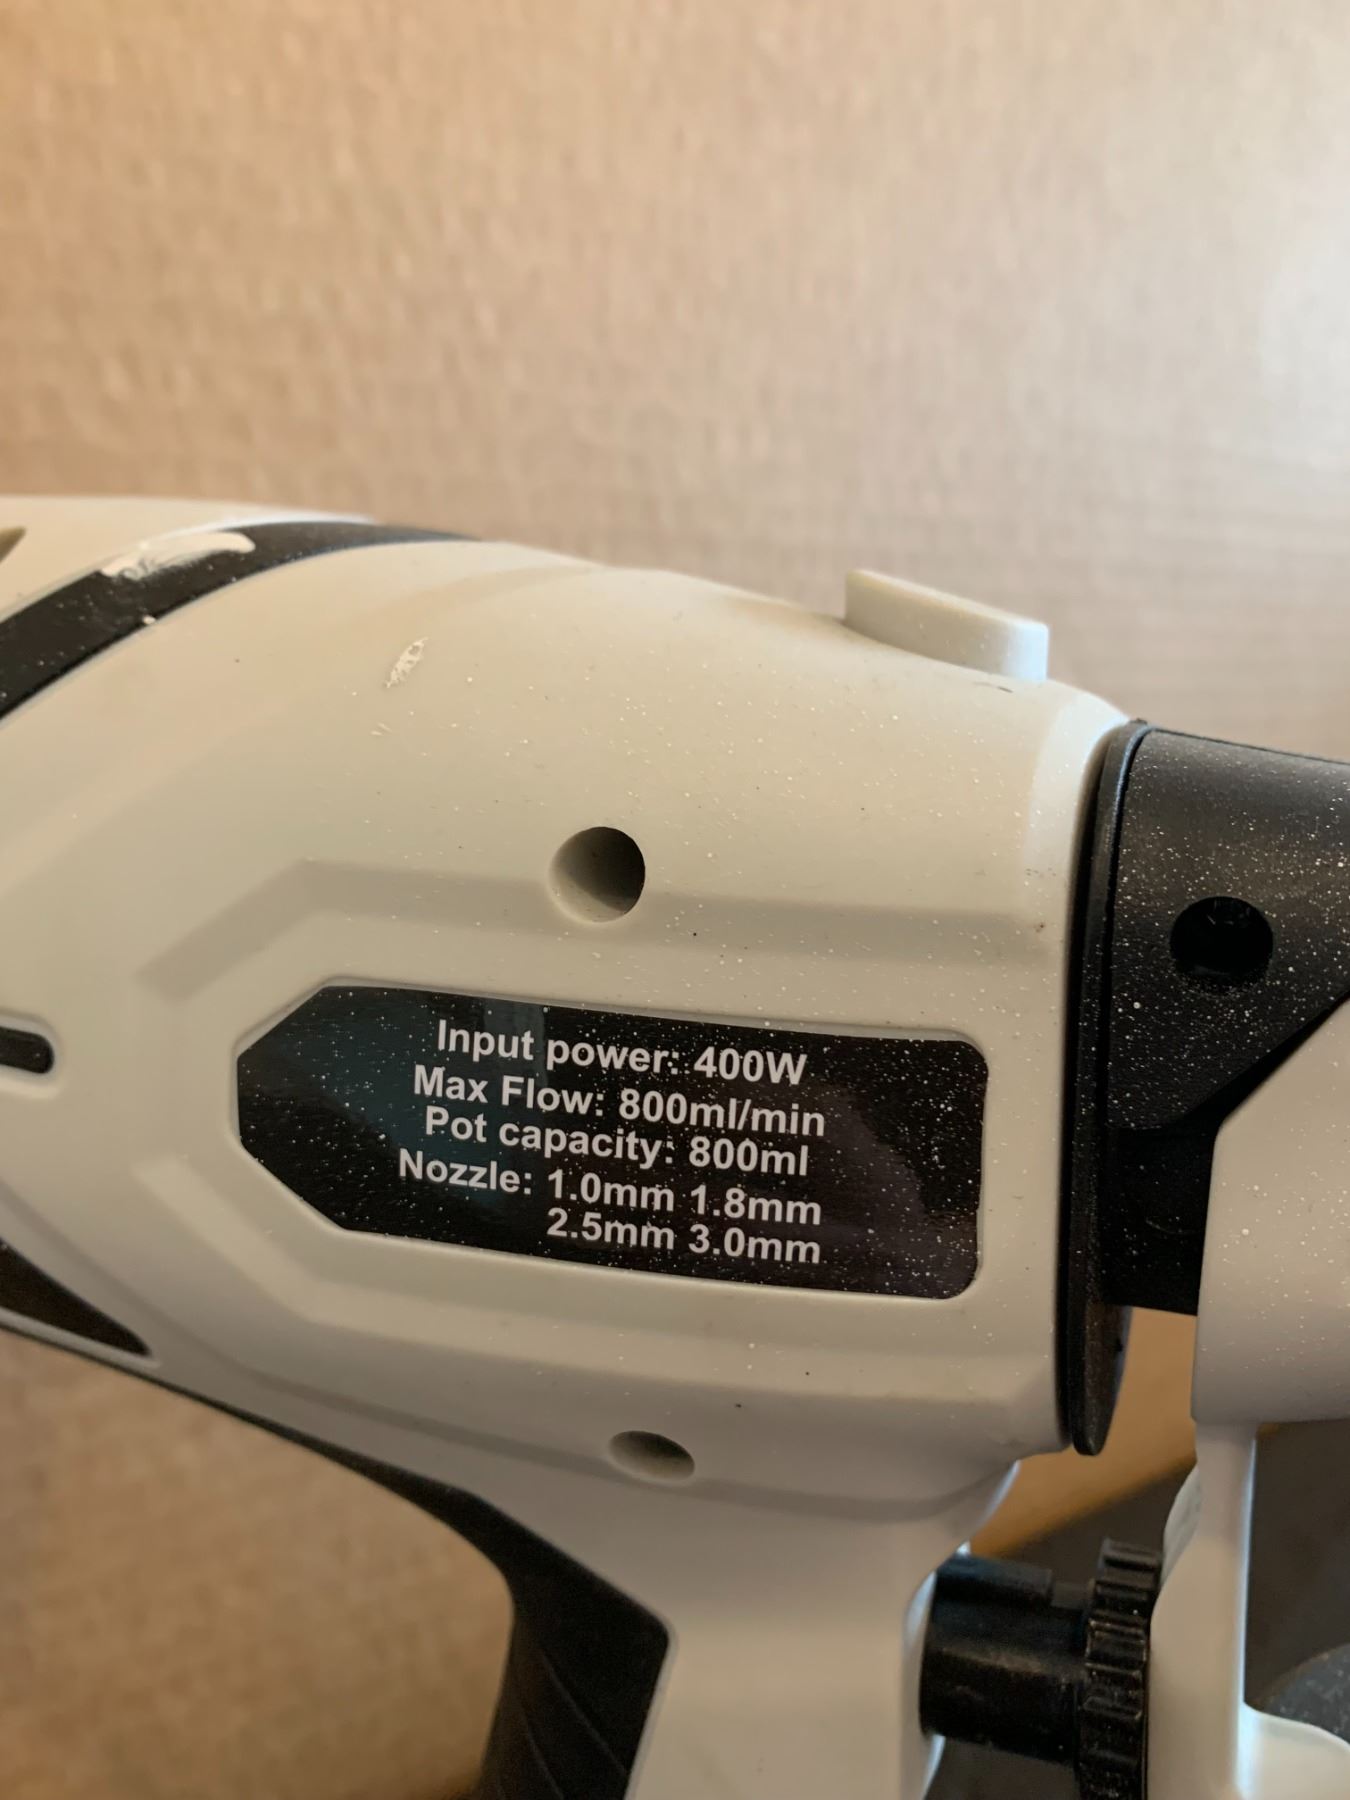 Input power: 400W
Max Flow: 800ml/min
Pot capacity: 800ml
Nozzle: 1.0mm 1.8mm
2.5mm 3.0mm